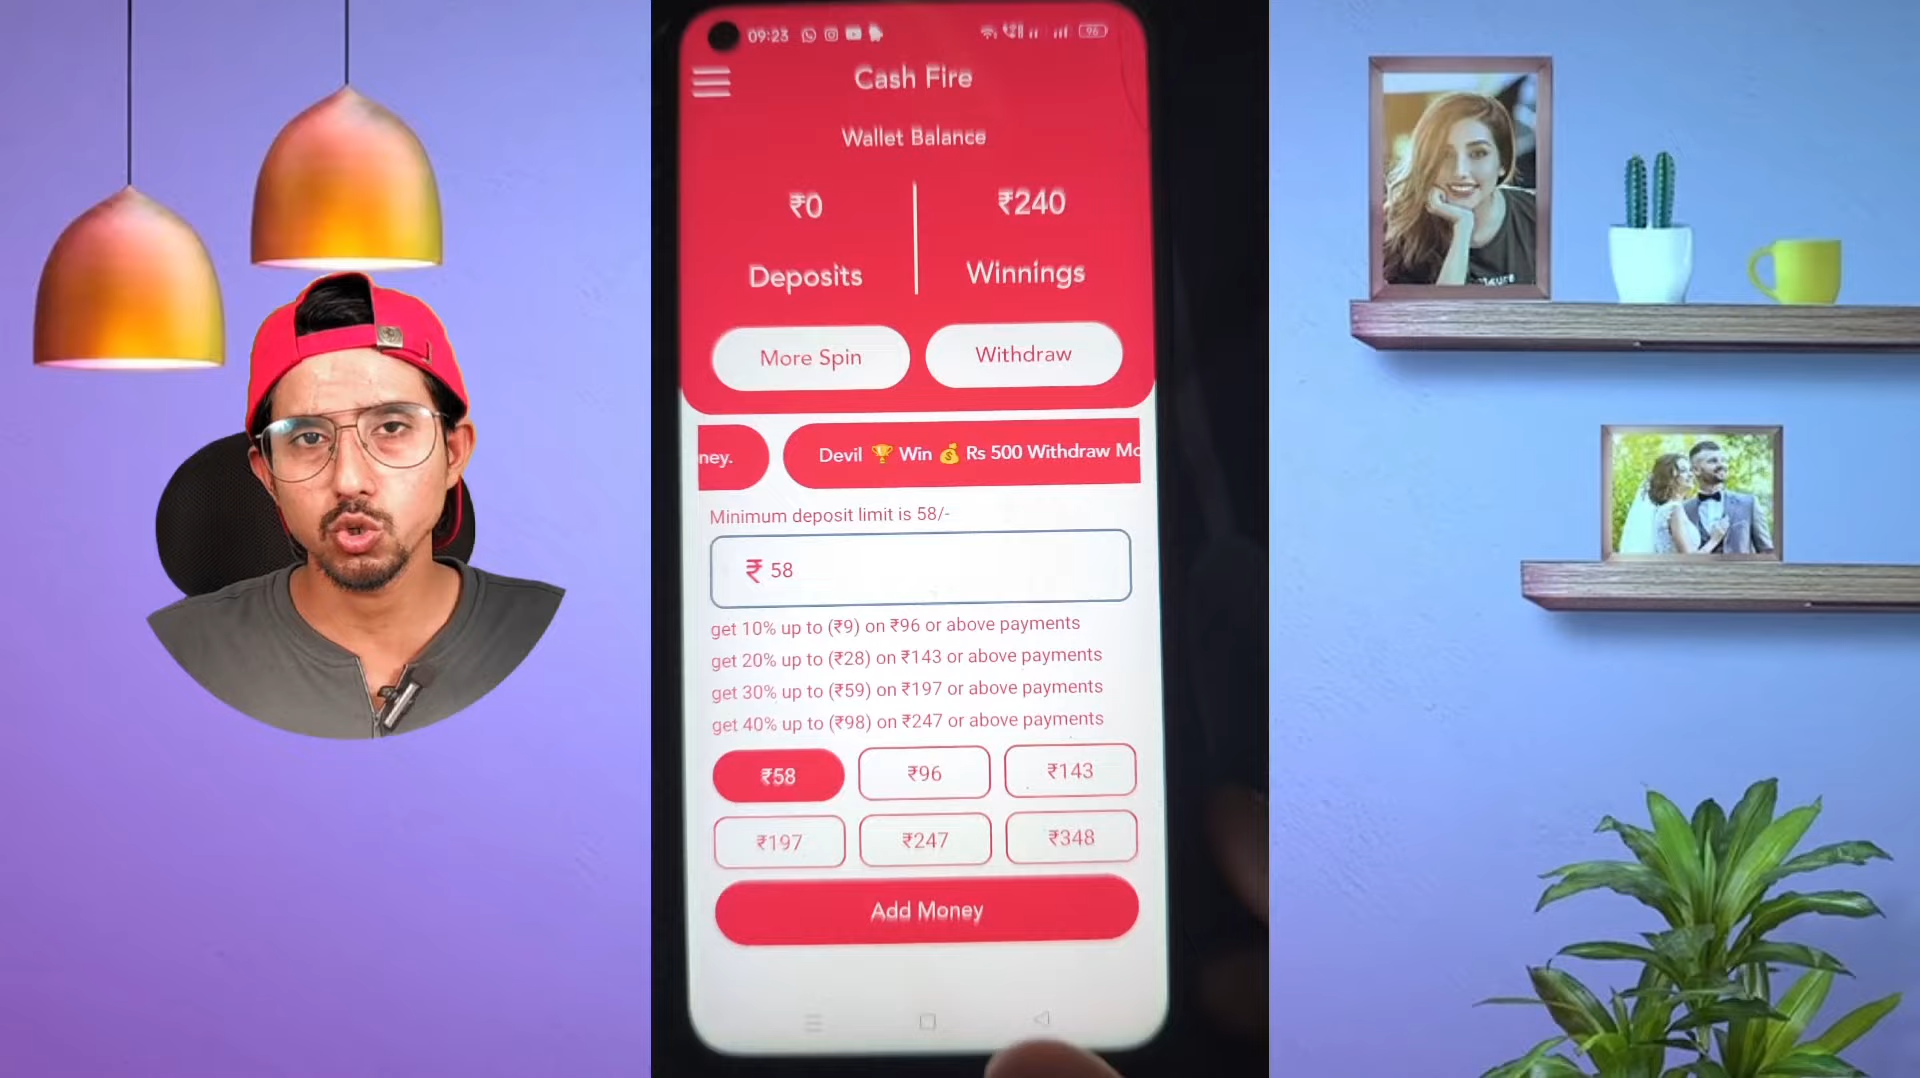 09:23
96
Cash Fire
Wallet Balance
₹0
₹240
Deposits
Winnings
More Spin
Withdraw
ney.
Devil 🏆 Win 💰 Rs 500 Withdraw Mo
Minimum deposit limit is 58/-
₹ 58
get 10% up to (₹9) on ₹96 or above payments
get 20% up to (₹28) on ₹143 or above payments
get 30% up to (₹59) on ₹197 or above payments
get 40% up to (₹98) on ₹247 or above payments
₹58
₹96
₹143
₹197
₹247
₹348
Add Money